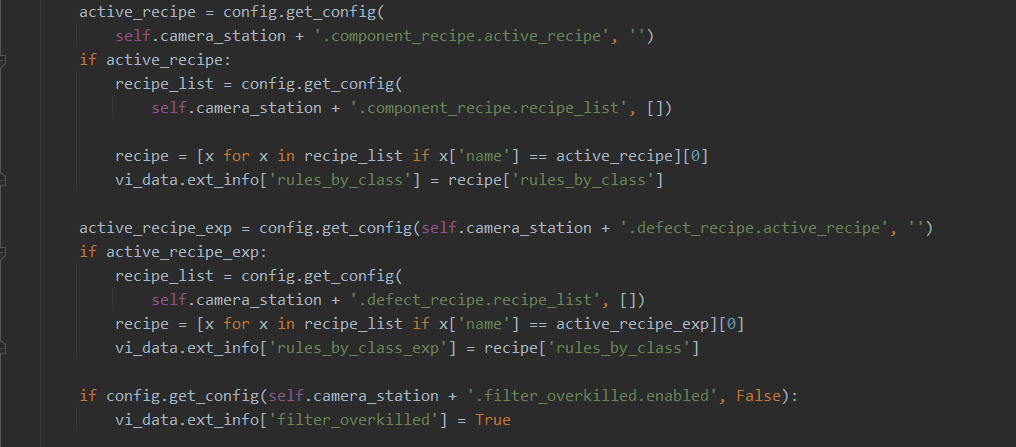 active_recipe = config.get_config(
self.camera_station + '.component_recipe.active_recipe', '')
if active_recipe:
recipe_list = config.get_config(
self.camera_station + '.component_recipe.recipe_list', [])
recipe = [x for x in recipe_list if x['name'] == active_recipe][0]
vi_data.ext_info['rules_by_class'] = recipe['rules_by_class']
active_recipe_exp = config.get_config(self.camera_station + '.defect_recipe.active_recipe', '')
if active_recipe_exp:
recipe_list = config.get_config(
self.camera_station + '.defect_recipe.recipe_list', [])
recipe = [x for x in recipe_list if x['name'] == active_recipe_exp][0]
vi_data.ext_info['rules_by_class_exp'] = recipe['rules_by_class']
if config.get_config(self.camera_station + '.filter_overkilled.enabled', False):
vi_data.ext_info['filter_overkilled'] = True